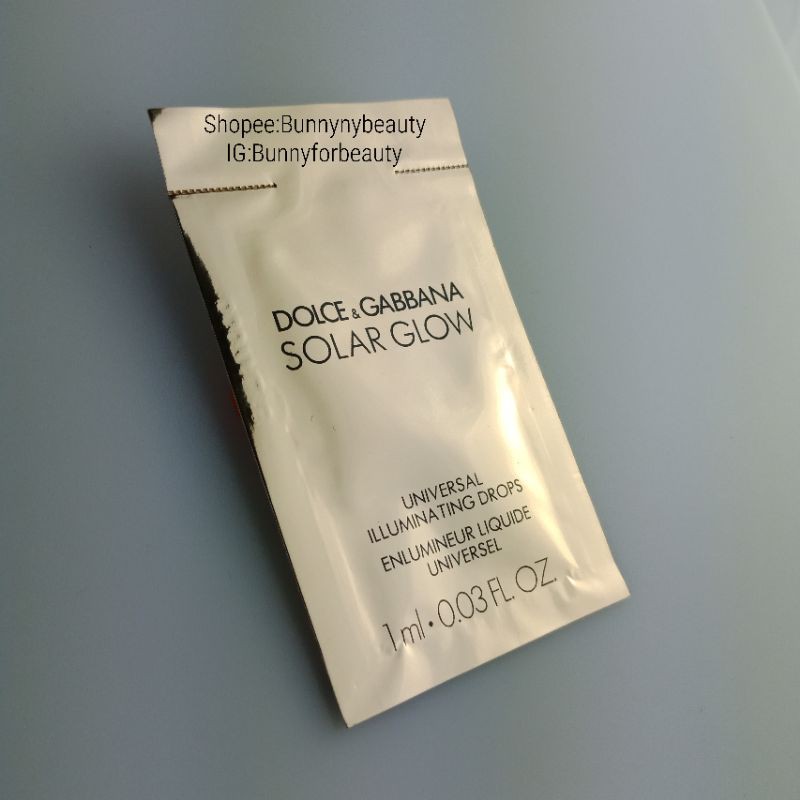 Shopee:Bunnynybeauty
IG:Bunnyforbeauty
DOLCE & GABBANA
SOLAR GLOW
UNIVERSAL
ILLUMINATING DROPS
ENLUMINEUR LIQUIDE
UNIVERSEL
1 ml • 0.03 FL. OZ.